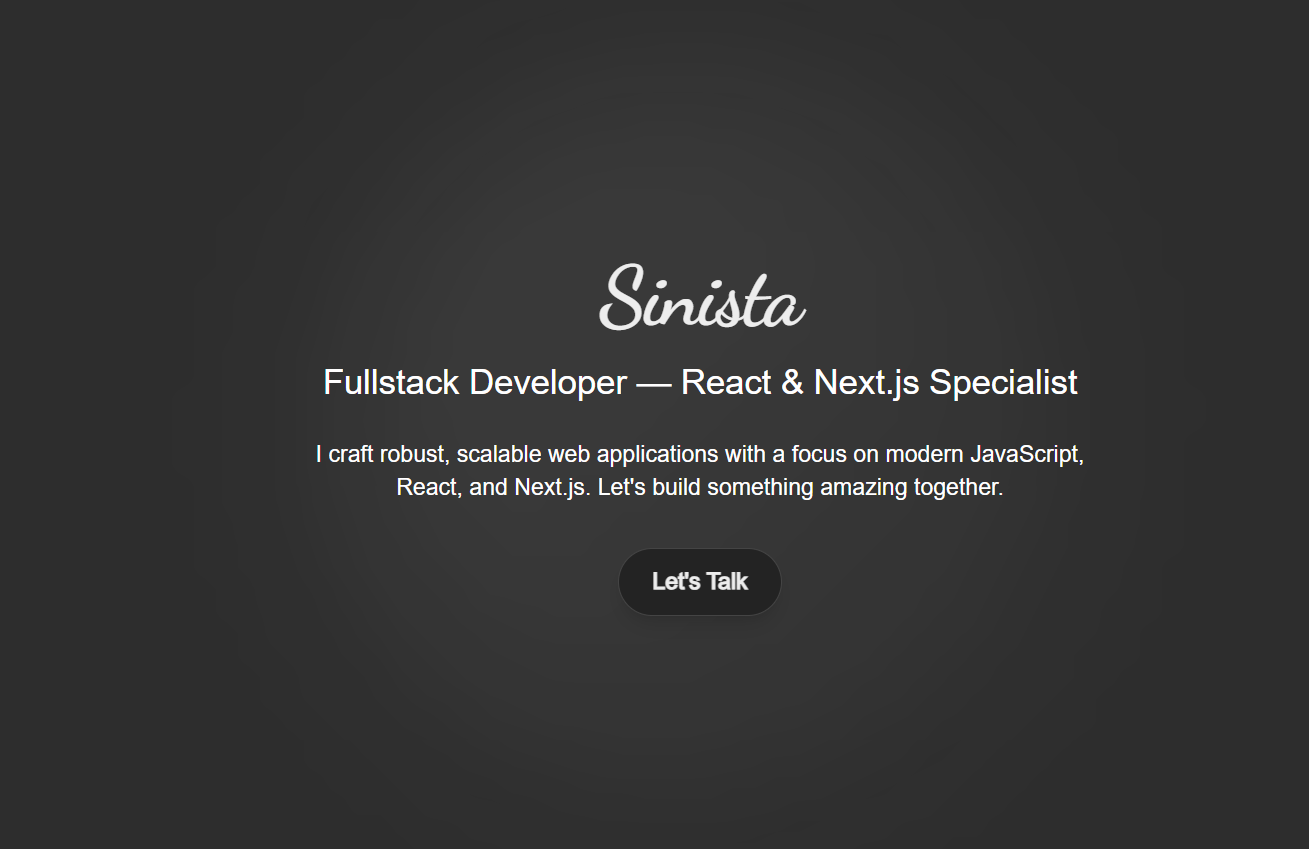 Sinista
Fullstack Developer — React & Next.js Specialist
I craft robust, scalable web applications with a focus on modern JavaScript,
React, and Next.js. Let's build something amazing together.
Let's Talk